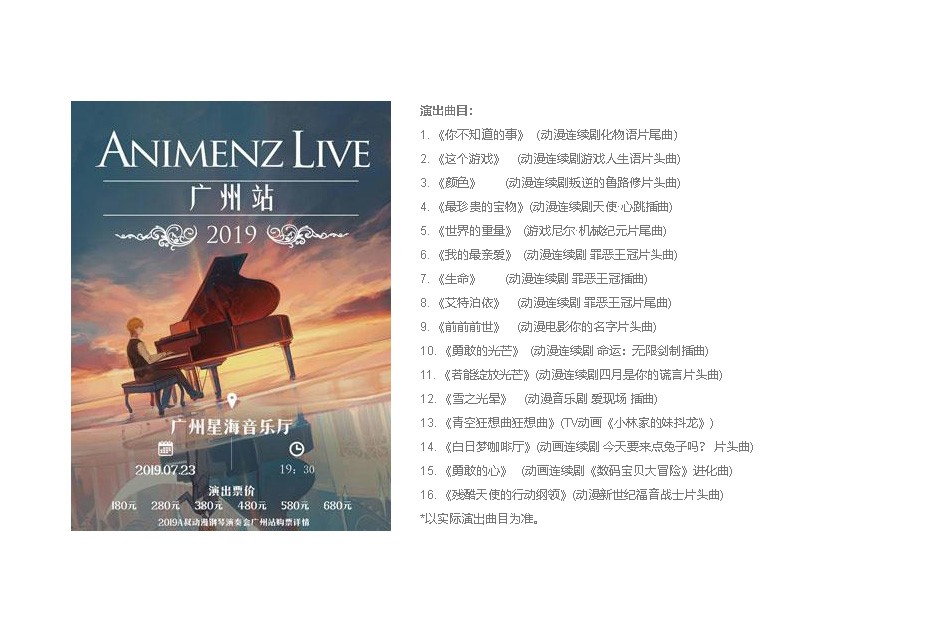 ANIMENZ LIVE
广州站
2019
广州星海音乐厅
2019.07.23
19：30
演出票价
180元 280元 380元 480元 580元 680元
2019A叔动漫钢琴演奏会广州站购票详情
演出曲目：
1. 《你不知道的事》 (动漫连续剧化物语片尾曲)
2. 《这个游戏》 (动漫连续剧游戏人生语片头曲)
3. 《颜色》 (动漫连续剧叛逆的鲁路修片头曲)
4. 《最珍贵的宝物》(动漫连续剧天使·心跳插曲)
5. 《世界的重量》 (游戏尼尔·机械纪元片尾曲)
6. 《我的最亲爱》 (动漫连续剧 罪恶王冠片头曲)
7. 《生命》 (动漫连续剧 罪恶王冠插曲)
8. 《艾特泊依》 (动漫连续剧 罪恶王冠片尾曲)
9. 《前前前世》 (动漫电影你的名字片头曲)
10. 《勇敢的光芒》 (动漫连续剧 命运：无限剑制插曲)
11. 《若能绽放光芒》(动漫连续剧四月是你的谎言片头曲)
12. 《雪之光晕》 (动漫音乐剧 爱现场 插曲)
13. 《青空狂想曲狂想曲》(TV动画《小林家的妹抖龙》)
14. 《白日梦咖啡厅》(动画连续剧 今天要来点兔子吗？ 片头曲)
15. 《勇敢的心》 (动画连续剧《数码宝贝大冒险》进化曲)
16. 《残酷天使的行动纲领》(动漫新世纪福音战士片头曲)
*以实际演出曲目为准。